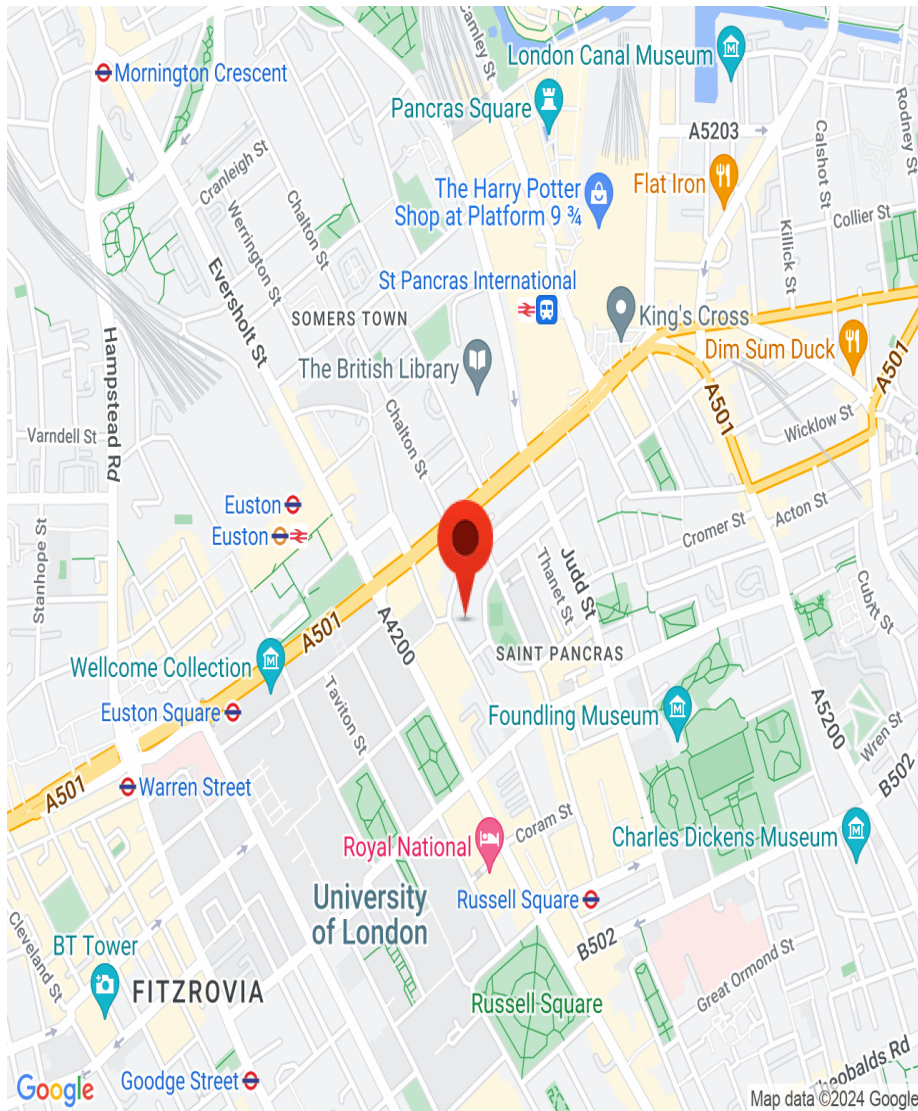 Camley St
London Canal Museum
Mornington Crescent
Pancras Square
Rodney St
A5203
Calshot St
Cranleigh St
Flat Iron
The Harry Potter
Shop at Platform 9 ¾
Chalton St
Werrington St
Collier St
Killick St
Eversholt St
St Pancras International
SOMERS TOWN
King's Cross
Hampstead Rd
The British Library
Dim Sum Duck
A501
A501
Chalton St
Wicklow St
Varndell St
Euston
Euston
Acton St
Cromer St
Stanhope St
Judd St
Thanet St
Cubitt St
A501
A4200
SAINT PANCRAS
Wellcome Collection
Taviton St
Euston Square
Foundling Museum
A5200
Wren St
B502
A501
Warren Street
Coram St
Charles Dickens Museum
Royal National
Russell Square
University
of London
Cleveland St
BT Tower
B502
Great Ormond St
FITZROVIA
Russell Square
Theobalds Rd
Google
Goodge Street
Map data ©2024 Google